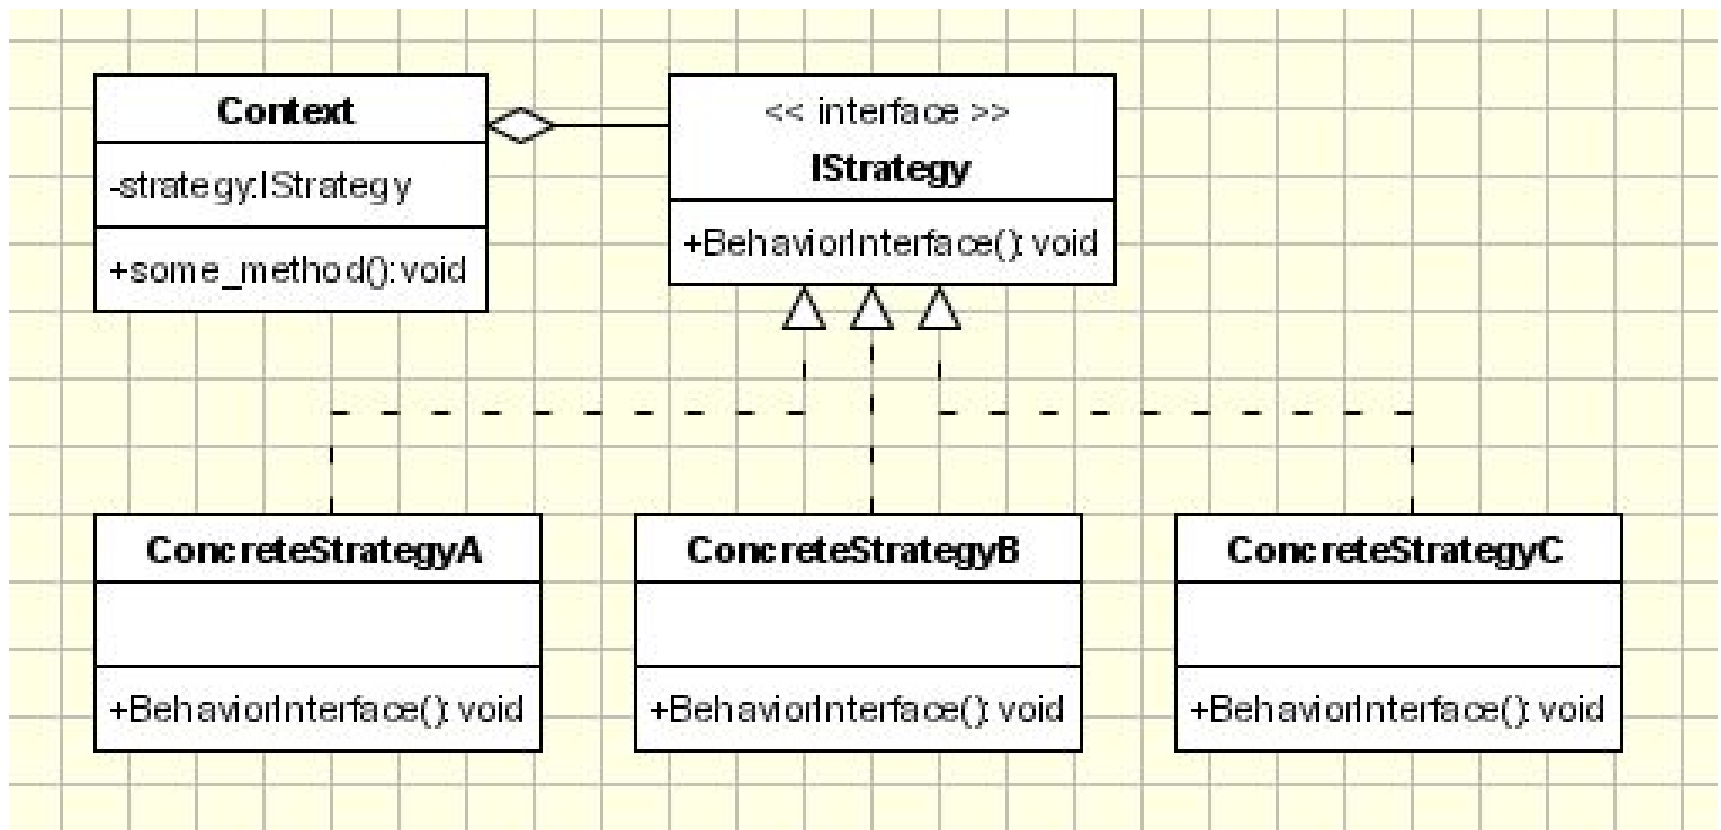 Context
-strategy:IStrategy
+some_method():void
<< interface >>
IStrategy
+BehaviorInterface(): void
ConcreteStrategyA
+BehaviorInterface(): void
ConcreteStrategyB
+BehaviorInterface(): void
ConcreteStrategyC
+BehaviorInterface(): void